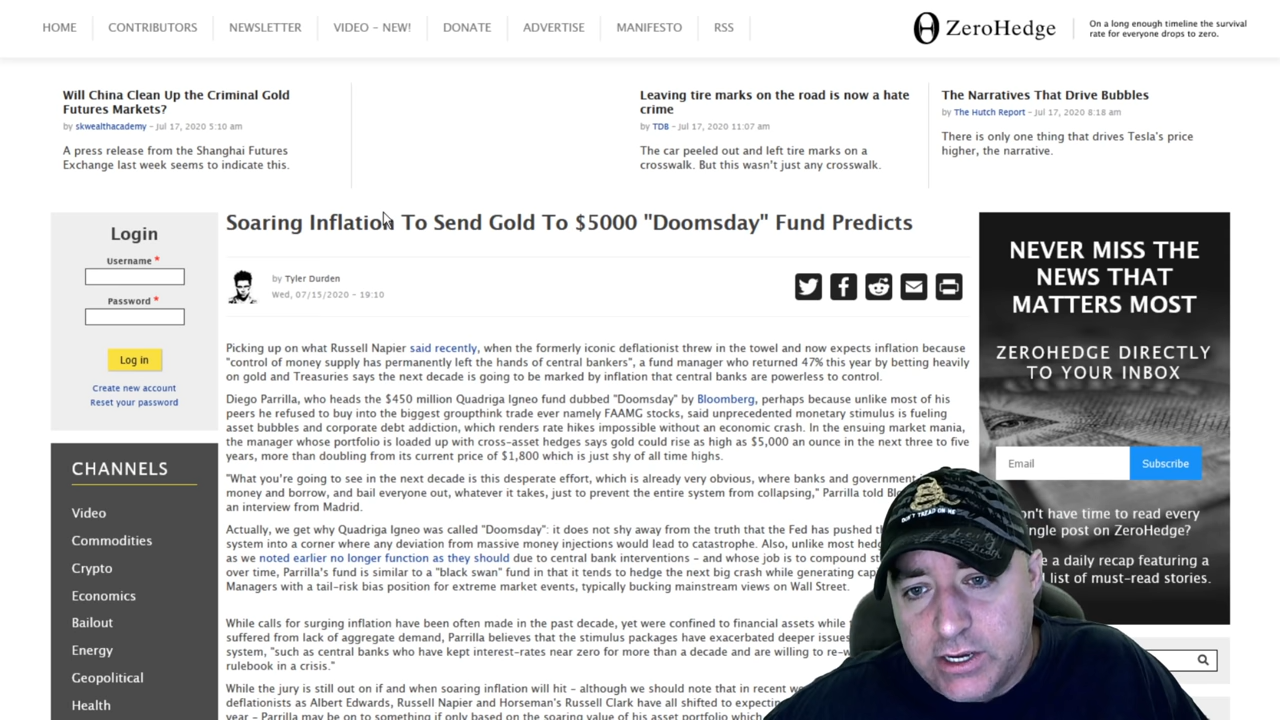 HOME
CONTRIBUTORS
NEWSLETTER
VIDEO – NEW!
DONATE
ADVERTISE
MANIFESTO
RSS
ZeroHedge
On a long enough timeline the survival
rate for everyone drops to zero.
Will China Clean Up the Criminal Gold
Futures Markets?
by skwealthacademy – Jul 17, 2020 5:10 am
A press release from the Shanghai Futures
Exchange last week seems to indicate this.
Leaving tire marks on the road is now a hate
crime
by TDB – Jul 17, 2020 11:07 am
The car peeled out and left tire marks on a
crosswalk. But this wasn't just any crosswalk.
The Narratives That Drive Bubbles
by The Hutch Report – Jul 17, 2020 8:18 am
There is only one thing that drives Tesla's price
higher, the narrative.
Login
Username *
Password *
Log in
Create new account
Reset your password
CHANNELS
Video
Commodities
Crypto
Economics
Bailout
Energy
Geopolitical
Health
Soaring Inflation To Send Gold To $5000 "Doomsday" Fund Predicts
by Tyler Durden
Wed, 07/15/2020 – 19:10
Picking up on what Russell Napier said recently, when the formerly iconic deflationist threw in the towel and now expects inflation because
"control of money supply has permanently left the hands of central bankers", a fund manager who returned 47% this year by betting heavily
on gold and Treasuries says the next decade is going to be marked by inflation that central banks are powerless to control.
Diego Parrilla, who heads the $450 million Quadriga Igneo fund dubbed "Doomsday" by Bloomberg, perhaps because unlike most of his
peers he refused to buy into the biggest groupthink trade ever namely FAAMG stocks, said unprecedented monetary stimulus is fueling
asset bubbles and corporate debt addiction, which renders rate hikes impossible without an economic crash. In the ensuing market mania,
the manager whose portfolio is loaded up with cross-asset hedges says gold could rise as high as $5,000 an ounce in the next three to five
years, more than doubling from its current price of $1,800 which is just shy of all time highs.
"What you're going to see in the next decade is this desperate effort, which is already very obvious, where banks and government
money and borrow, and bail everyone out, whatever it takes, just to prevent the entire system from collapsing," Parrilla told
an interview from Madrid.
Actually, we get why Quadriga Igneo was called "Doomsday": it does not shy away from the truth that the Fed has pushed
system into a corner where any deviation from massive money injections would lead to catastrophe. Also, unlike most
as we noted earlier no longer function as they should due to central bank interventions – and whose job is to compound
over time, Parrilla's fund is similar to a "black swan" fund in that it tends to hedge the next big crash while generating
Managers with a tail–risk bias position for extreme market events, typically bucking mainstream views on Wall Street.
While calls for surging inflation have been often made in the past decade, yet were confined to financial assets while
suffered from lack of aggregate demand, Parrilla believes that the stimulus packages have exacerbated deeper issues
system, "such as central banks who have kept interest-rates near zero for more than a decade and are willing to
rulebook in a crisis."
While the jury is still out on if and when soaring inflation will hit – although we should note that in recent
deflationists as Albert Edwards, Russell Napier and Horseman's Russell Clark have all shifted to
year – Parrilla may be on to something if only based on the soaring value of his asset portfolio which
NEVER MISS THE
NEWS THAT
MATTERS MOST
ZEROHEDGE DIRECTLY
TO YOUR INBOX
Email
Subscribe
have time to read every
post on ZeroHedge?
a daily recap featuring a
list of must-read stories.
DON'T TREAD ON ME